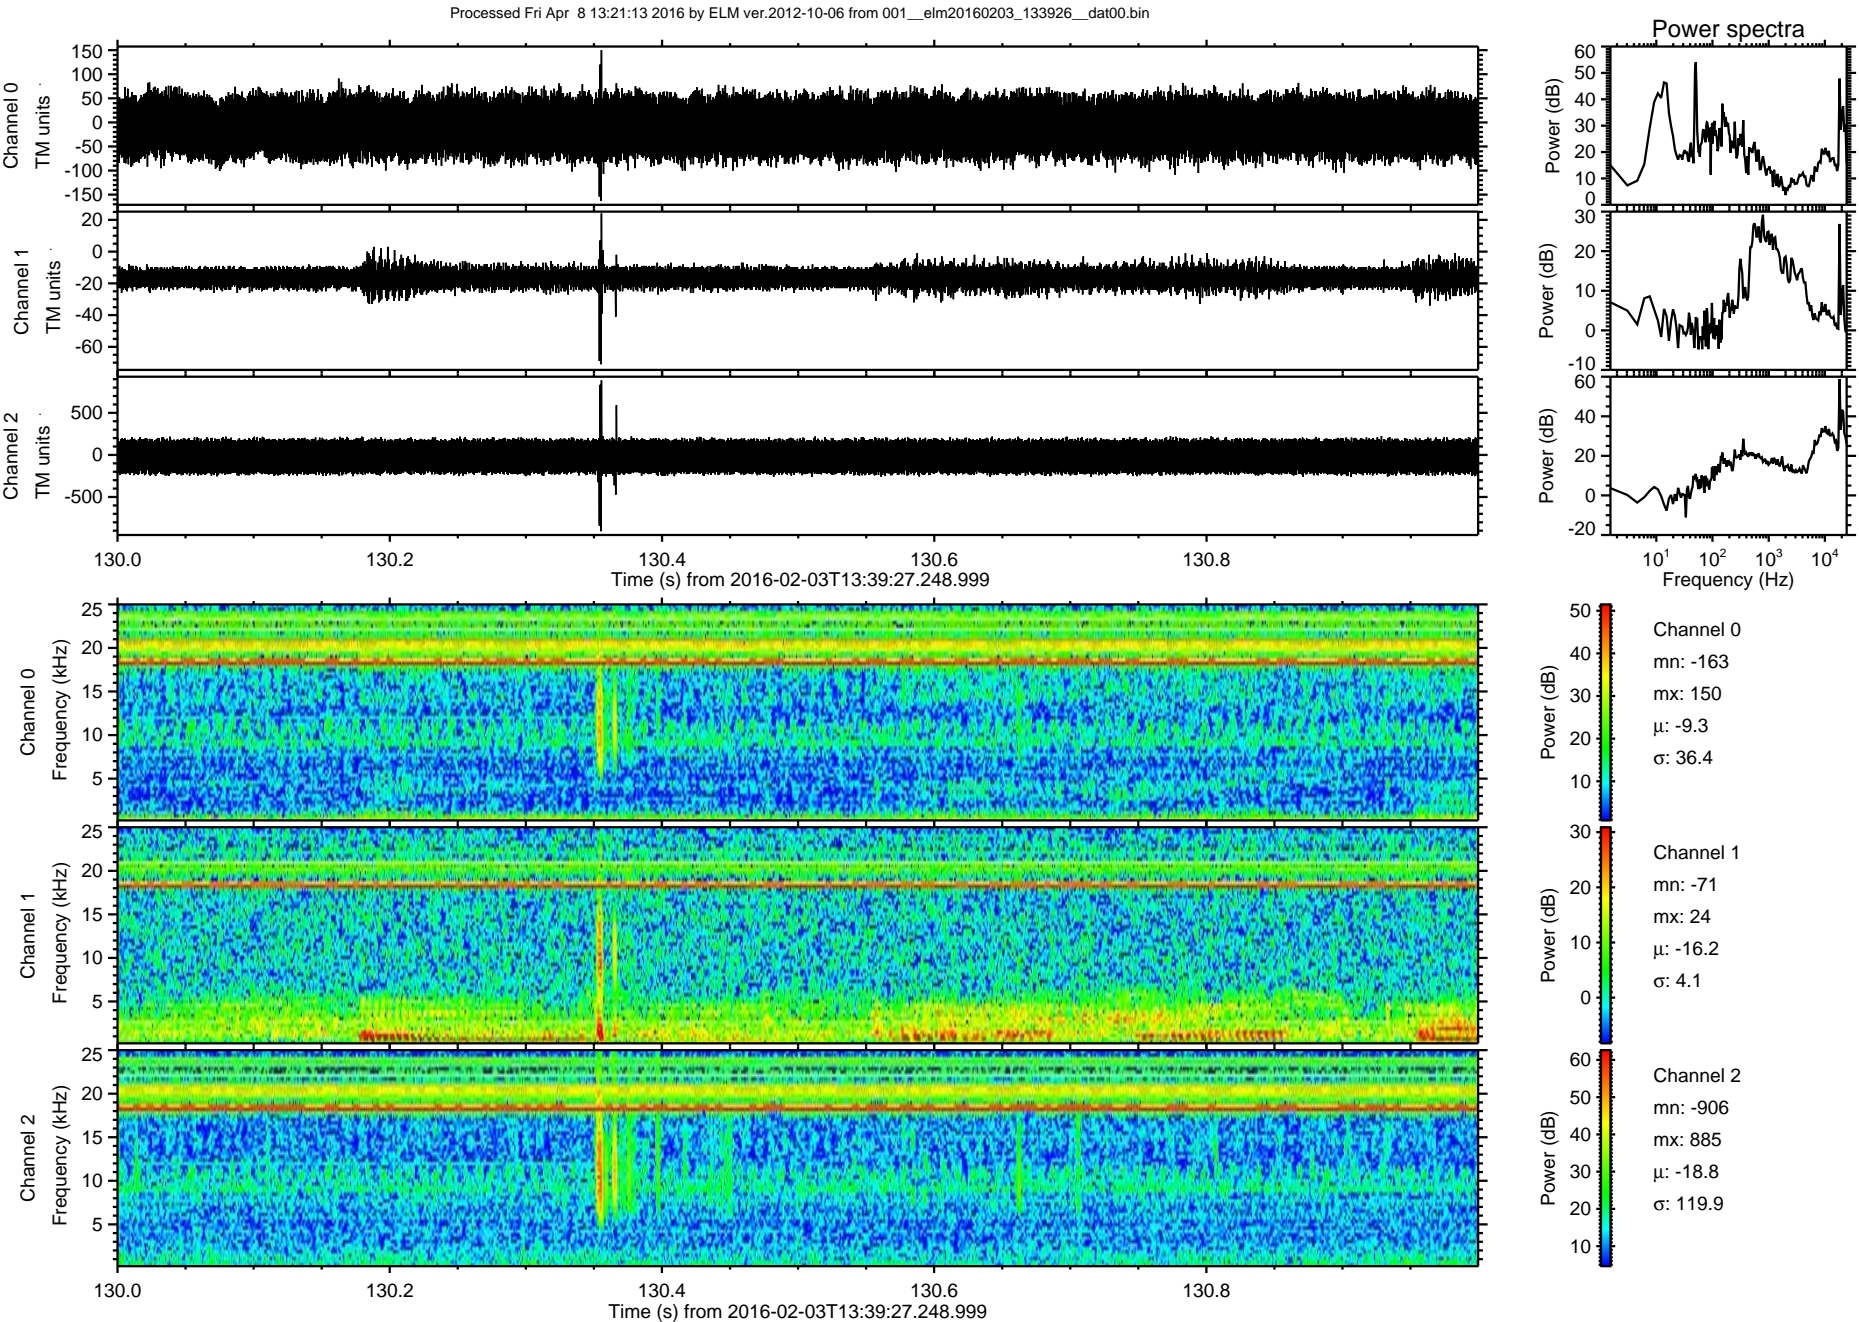 Processed Fri Apr  8 13:21:13 2016 by ELM ver.2012-10-06 from 001__elm20160203_133926__dat00.bin
Power spectra
Channel 0
TM units
150
100
50
0
-50
-100
-150
Power (dB)
60
50
40
30
20
10
0
Channel 1
TM units
20
0
-20
-40
-60
Power (dB)
30
20
10
0
-10
Channel 2
TM units
500
0
-500
Power (dB)
60
40
20
0
-20
130.0 130.2 130.4 130.6 130.8
Time (s) from 2016-02-03T13:39:27.248.999
10^1 10^2 10^3 10^4
Frequency (Hz)
Channel 0
Frequency (kHz)
25
20
15
10
5
Power (dB)
50
40
30
20
10
Channel 0
mn: -163
mx: 150
μ: -9.3
σ: 36.4
Channel 1
Frequency (kHz)
25
20
15
10
5
Power (dB)
30
20
10
0
Channel 1
mn: -71
mx: 24
μ: -16.2
σ: 4.1
Channel 2
Frequency (kHz)
25
20
15
10
5
Power (dB)
60
50
40
30
20
10
Channel 2
mn: -906
mx: 885
μ: -18.8
σ: 119.9
130.0 130.2 130.4 130.6 130.8
Time (s) from 2016-02-03T13:39:27.248.999